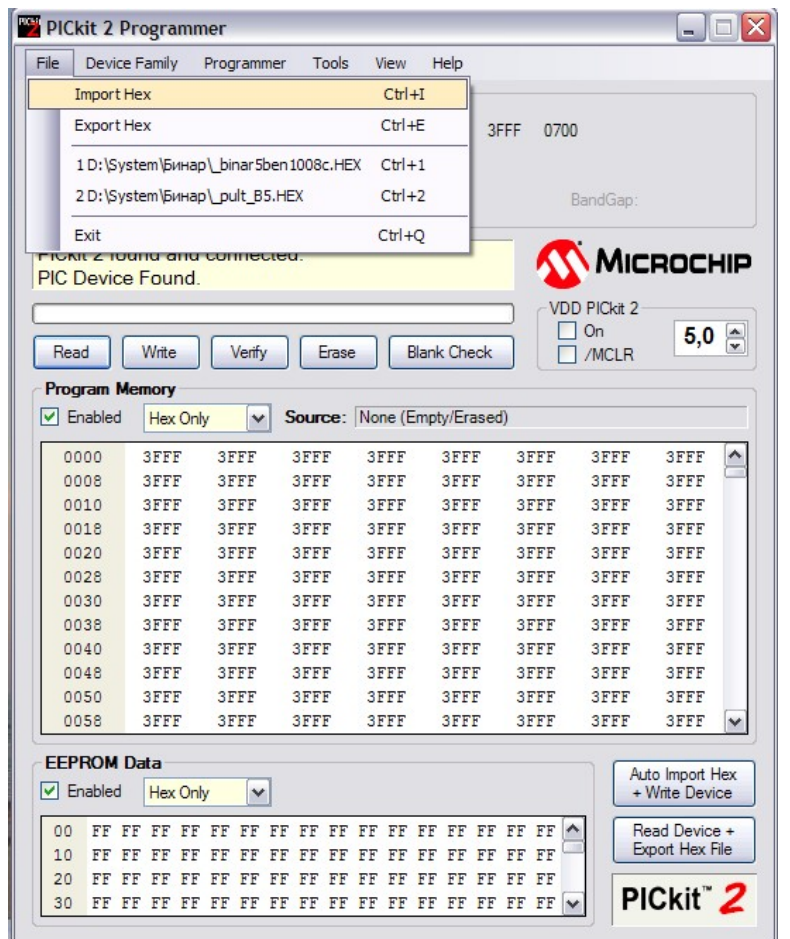 PICkit 2 Programmer
File Device Family Programmer Tools View Help
Import Hex Ctrl+I
Export Hex Ctrl+E
3FFF 0700
1 D:\System\Бинар\_binar5ben1008c.HEX Ctrl+1
2 D:\System\Бинар\_pult_B5.HEX Ctrl+2
BandGap:
Exit Ctrl+Q
PICkit 2 found and connected.
PIC Device Found.
MICROCHIP
VDD PICkit 2
On
/MCLR
5,0
Read Write Verify Erase Blank Check
Program Memory
Enabled Hex Only Source: None (Empty/Erased)
0000 3FFF 3FFF 3FFF 3FFF 3FFF 3FFF 3FFF 3FFF
0008 3FFF 3FFF 3FFF 3FFF 3FFF 3FFF 3FFF 3FFF
0010 3FFF 3FFF 3FFF 3FFF 3FFF 3FFF 3FFF 3FFF
0018 3FFF 3FFF 3FFF 3FFF 3FFF 3FFF 3FFF 3FFF
0020 3FFF 3FFF 3FFF 3FFF 3FFF 3FFF 3FFF 3FFF
0028 3FFF 3FFF 3FFF 3FFF 3FFF 3FFF 3FFF 3FFF
0030 3FFF 3FFF 3FFF 3FFF 3FFF 3FFF 3FFF 3FFF
0038 3FFF 3FFF 3FFF 3FFF 3FFF 3FFF 3FFF 3FFF
0040 3FFF 3FFF 3FFF 3FFF 3FFF 3FFF 3FFF 3FFF
0048 3FFF 3FFF 3FFF 3FFF 3FFF 3FFF 3FFF 3FFF
0050 3FFF 3FFF 3FFF 3FFF 3FFF 3FFF 3FFF 3FFF
0058 3FFF 3FFF 3FFF 3FFF 3FFF 3FFF 3FFF 3FFF
EEPROM Data
Enabled Hex Only
00 FF FF FF FF FF FF FF FF FF FF FF FF FF FF FF FF
10 FF FF FF FF FF FF FF FF FF FF FF FF FF FF FF FF
20 FF FF FF FF FF FF FF FF FF FF FF FF FF FF FF FF
30 FF FF FF FF FF FF FF FF FF FF FF FF FF FF FF FF
Auto Import Hex
+ Write Device
Read Device +
Export Hex File
PICkit™ 2